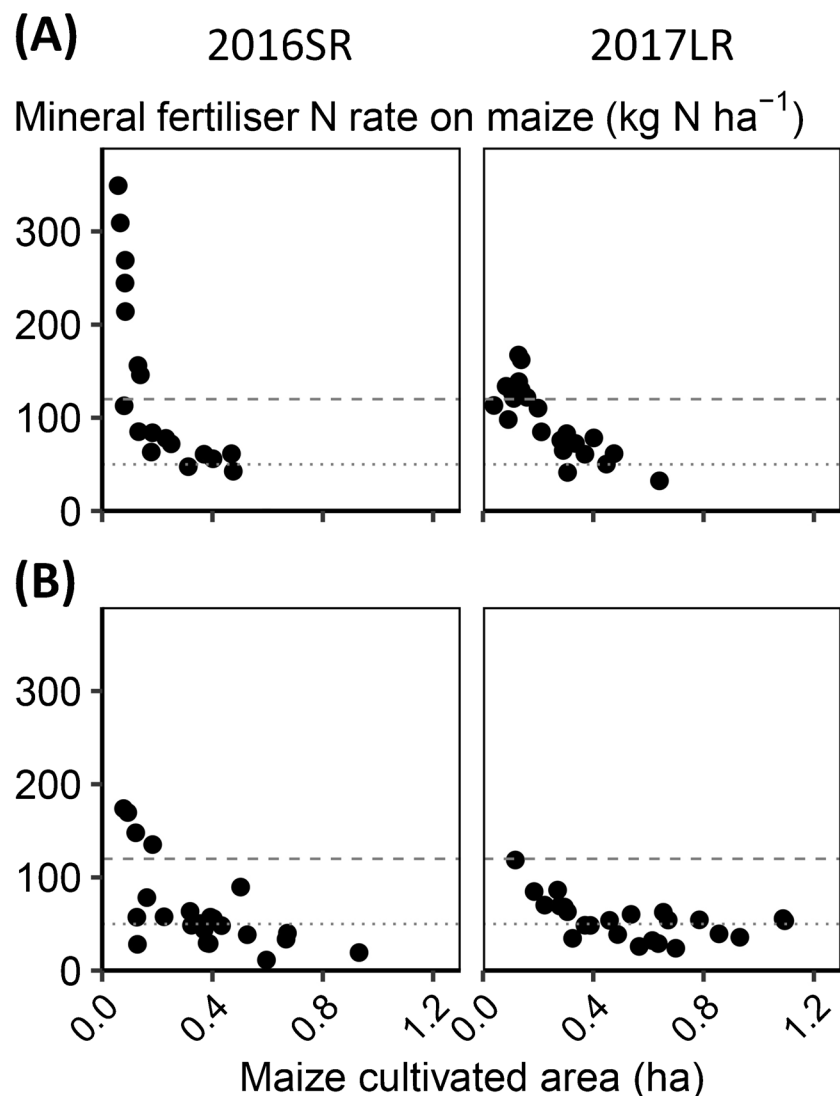 (A)
2016SR 2017LR
Mineral fertiliser N rate on maize (kg N ha⁻¹)
300
200
100
0
(B)
300
200
100
0
0.0 0.4 0.8 1.2 0.0 0.4 0.8 1.2
Maize cultivated area (ha)